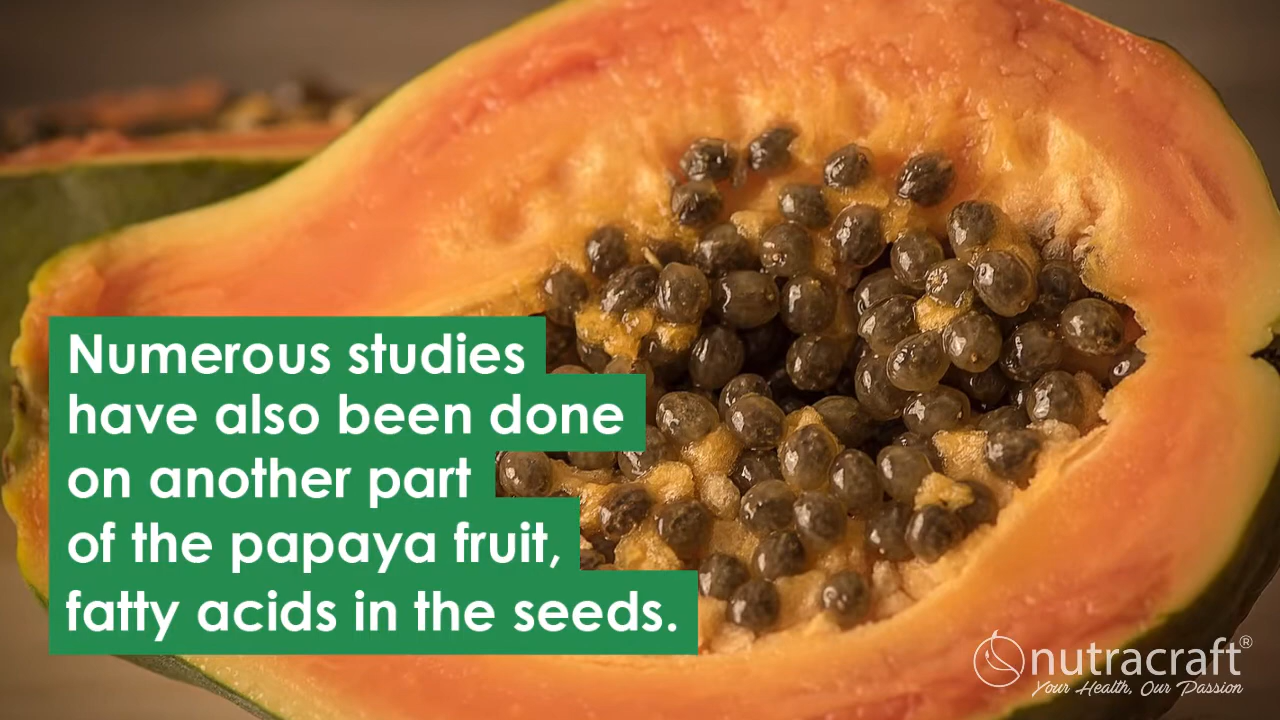 Numerous studies
have also been done
on another part
of the papaya fruit,
fatty acids in the seeds.
nutracraft®
Your Health, Our Passion